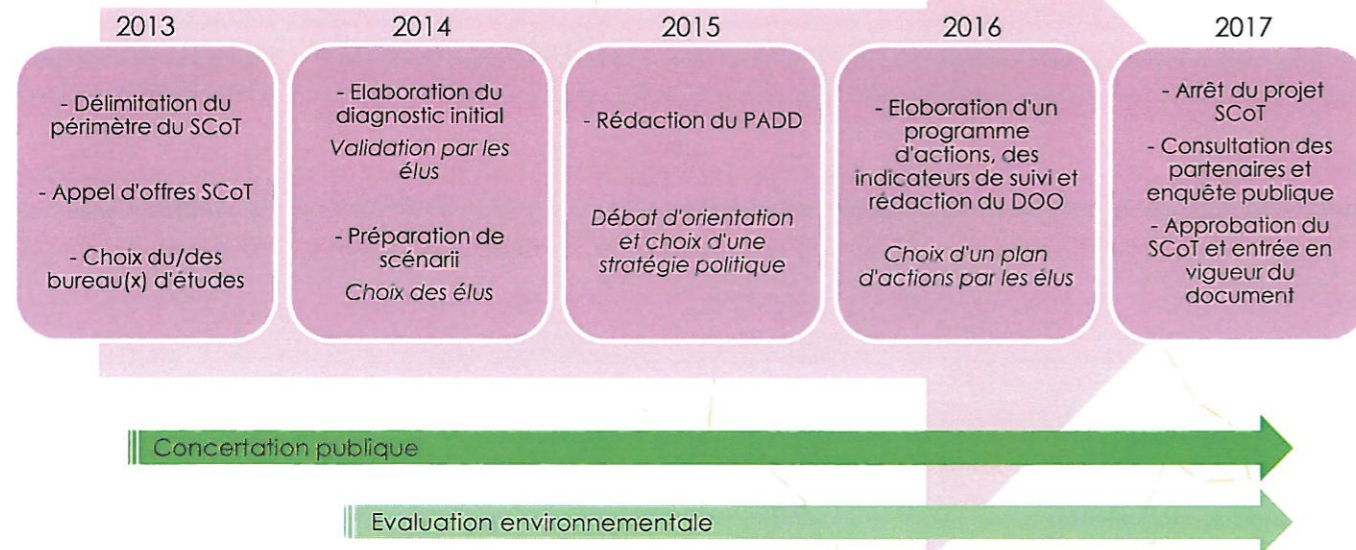 2013
- Délimitation du
périmètre du SCoT
- Appel d'offres SCoT
- Choix du/des
bureau(x) d'études
2014
- Elaboration du
diagnostic initial
Validation par les
élus
- Préparation de
scénarii
Choix des élus
2015
- Rédaction du PADD
Débat d'orientation
et choix d'une
stratégie politique
2016
- Eloboration d'un
programme
d'actions, des
indicateurs de suivi et
rédaction du DOO
Choix d'un plan
d'actions par les élus
2017
- Arrêt du projet
SCoT
- Consultation des
partenaires et
enquête publique
- Approbation du
SCoT et entrée en
vigueur du
document
Concertation publique
Evaluation environnementale